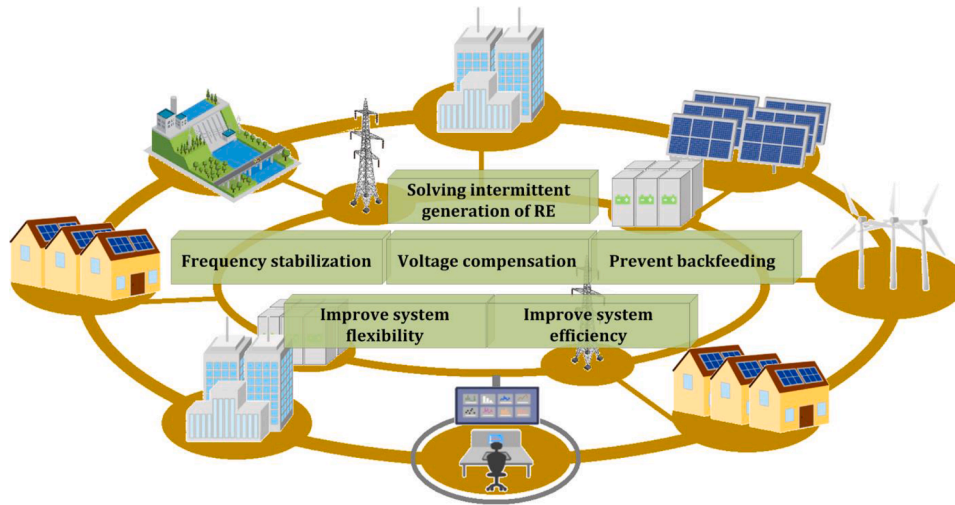 Solving intermittent
generation of RE
Frequency stabilization
Voltage compensation
Prevent backfeeding
Improve system
flexibility
Improve system
efficiency